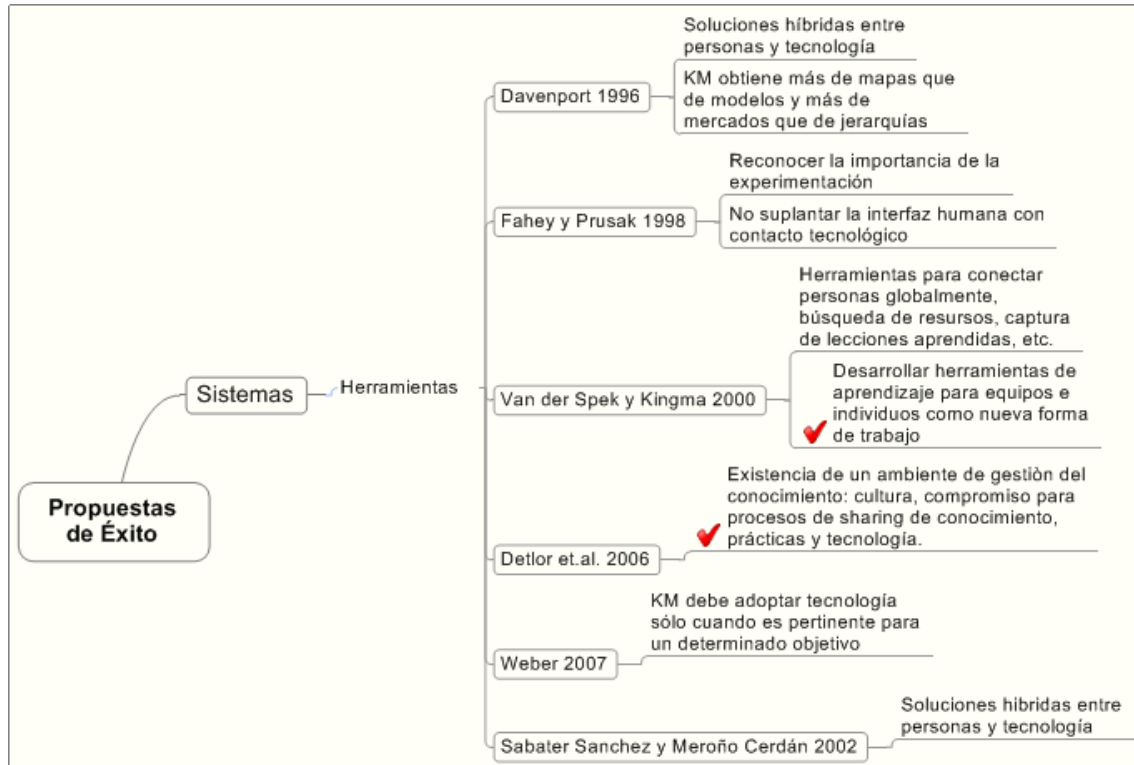 Propuestas
de Éxito
Sistemas
Herramientas
Davenport 1996
Soluciones híbridas entre
personas y tecnología
KM obtiene más de mapas que
de modelos y más de
mercados que de jerarquías
Fahey y Prusak 1998
Reconocer la importancia de la
experimentación
No suplantar la interfaz humana con
contacto tecnológico
Van der Spek y Kingma 2000
Herramientas para conectar
personas globalmente,
búsqueda de resursos, captura
de lecciones aprendidas, etc.
Desarrollar herramientas de
aprendizaje para equipos e
individuos como nueva forma
de trabajo
Detlor et.al. 2006
Existencia de un ambiente de gestiòn del
conocimiento: cultura, compromiso para
procesos de sharing de conocimiento,
prácticas y tecnología.
Weber 2007
KM debe adoptar tecnología
sólo cuando es pertinente para
un determinado objetivo
Sabater Sanchez y Meroño Cerdán 2002
Soluciones hibridas entre
personas y tecnología